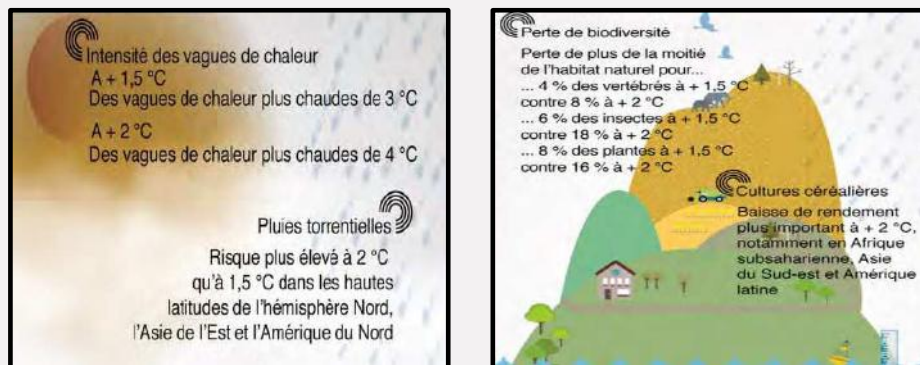 Intensité des vagues de chaleur
A + 1,5 °C
Des vagues de chaleur plus chaudes de 3 °C
A + 2 °C
Des vagues de chaleur plus chaudes de 4 °C
Pluies torrentielles
Risque plus élevé à 2 °C
qu'à 1,5 °C dans les hautes
latitudes de l'hémisphère Nord,
l'Asie de l'Est et l'Amérique du Nord
Perte de biodiversité
Perte de plus de la moitié
de l'habitat naturel pour...
... 4 % des vertébrés à + 1,5 °C
contre 8 % à + 2 °C
... 6 % des insectes à + 1,5 °C
contre 18 % à + 2 °C
... 8 % des plantes à + 1,5 °C
contre 16 % à + 2 °C
Cultures céréalières
Baisse de rendement
plus important à + 2 °C,
notamment en Afrique
subsaharienne, Asie
du Sud-est et Amérique
latine